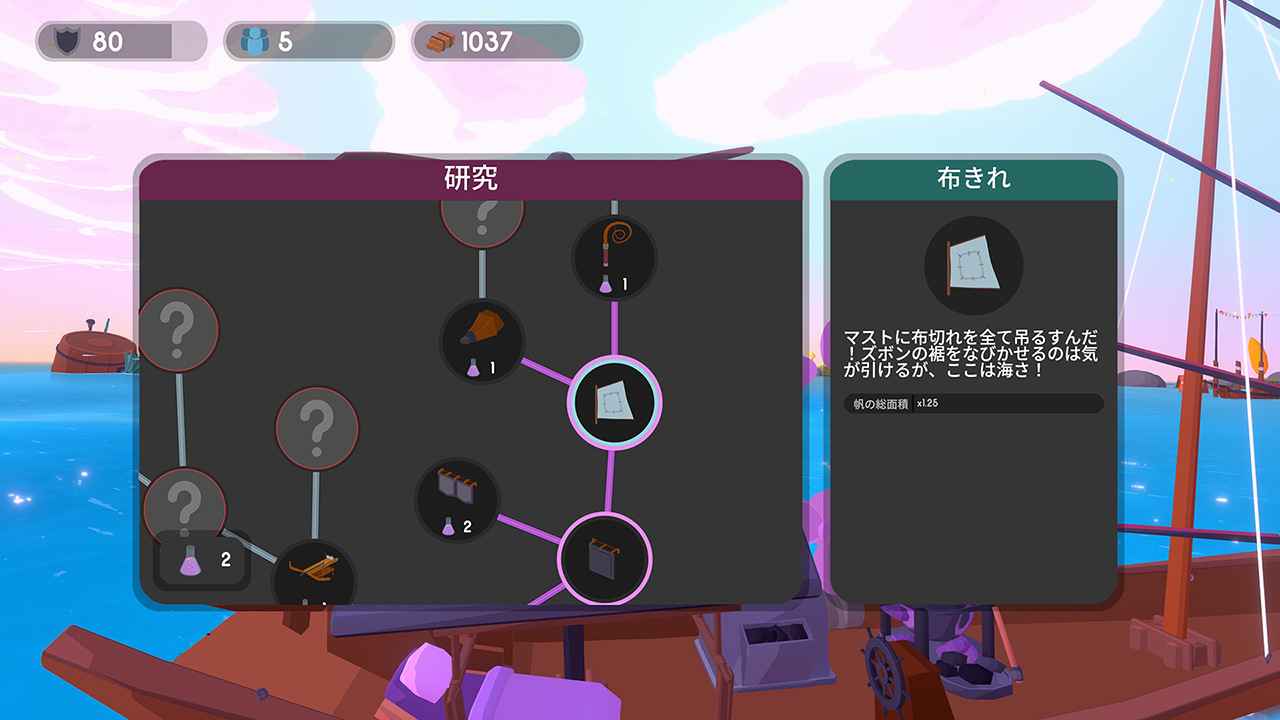 80
5
1037
研究
?
1
?
1
?
2
?
2
布きれ
マストに布切れを全て吊るすんだ
！ズボンの裾をなびかせるのは気
が引けるが、ここは海さ！
帆の総面積 x1.25